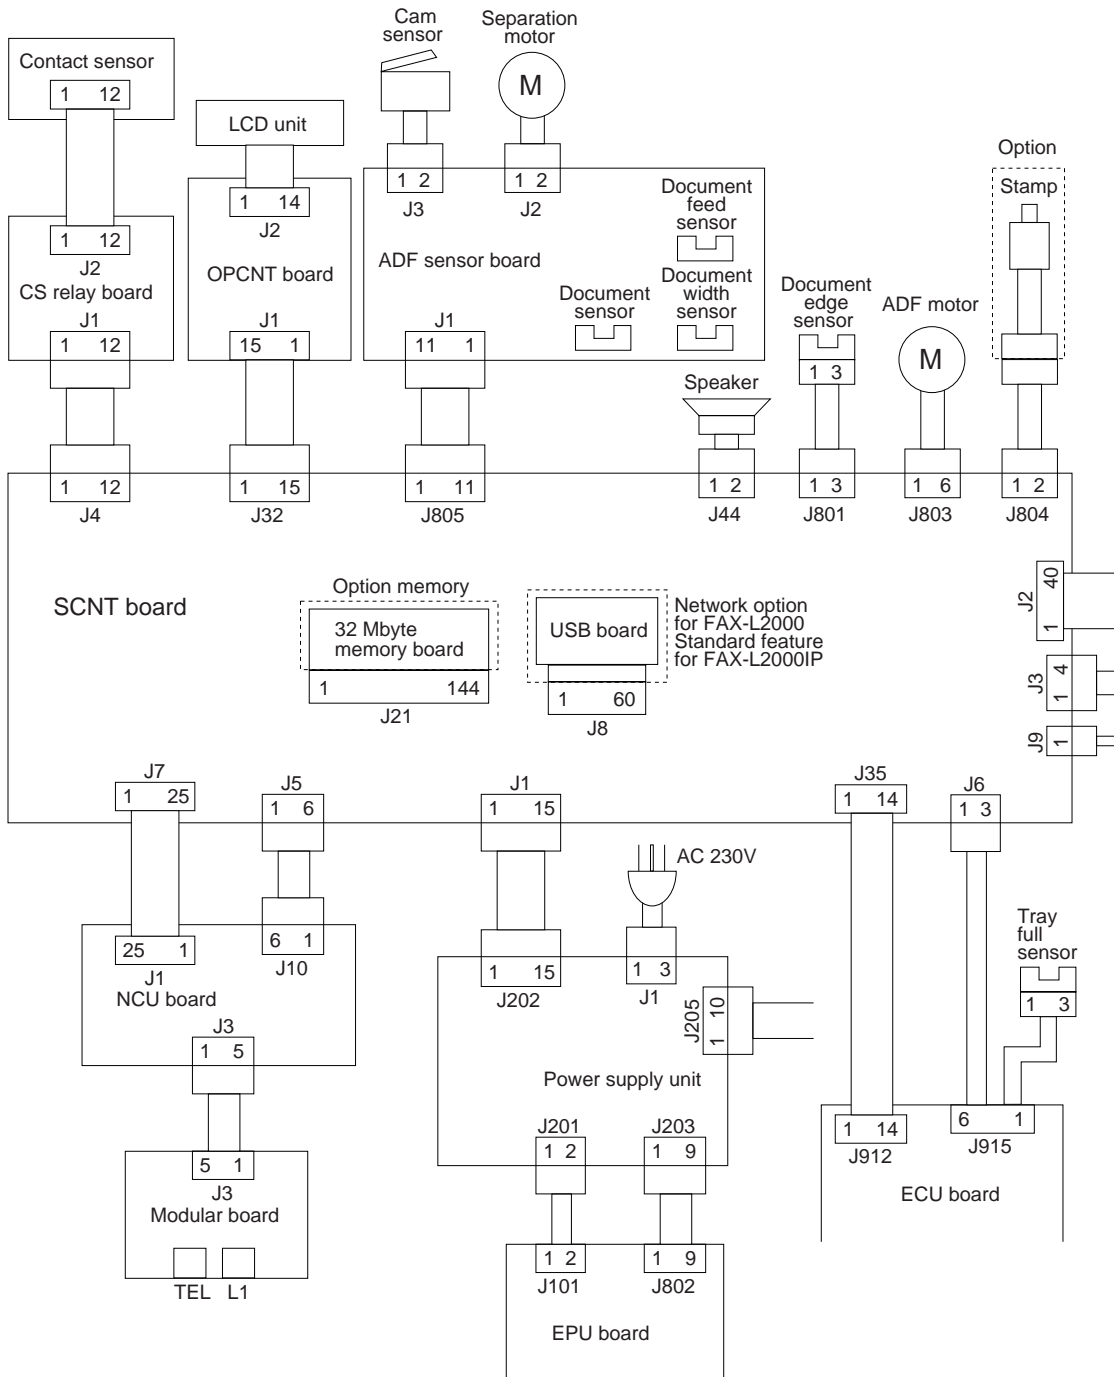 Cam
sensor
Separation
motor
Contact sensor
1 12
M
LCD unit
Option
Stamp
1 2
1 2
J3
J2
Document
feed
sensor
1 14
J2
1 12
J2
CS relay board
OPCNT board
ADF sensor board
Document
sensor
Document
width
sensor
Document
edge
sensor
ADF motor
J1
1 12
J1
15 1
J1
11 1
1 3
M
Speaker
1 12
1 15
1 11
1 2
1 3
1 6
1 2
J4
J32
J805
J44
J801
J803
J804
J2
1 40
SCNT board
Option memory
32 Mbyte
memory board
1 144
J21
USB board
1 60
J8
Network option
for FAX-L2000
Standard feature
for FAX-L2000IP
J3
1 4
J9
1
J7
1 25
J5
1 6
J1
1 15
J35
1 14
J6
1 3
AC 230V
25 1
J1
NCU board
6 1
J10
1 15
J202
1 3
J1
Tray
full
sensor
1 3
J205
1 10
J3
1 5
Power supply unit
J201
1 2
J203
1 9
1 14
J912
6 1
J915
ECU board
5 1
J3
Modular board
TEL L1
1 2
J101
1 9
J802
EPU board